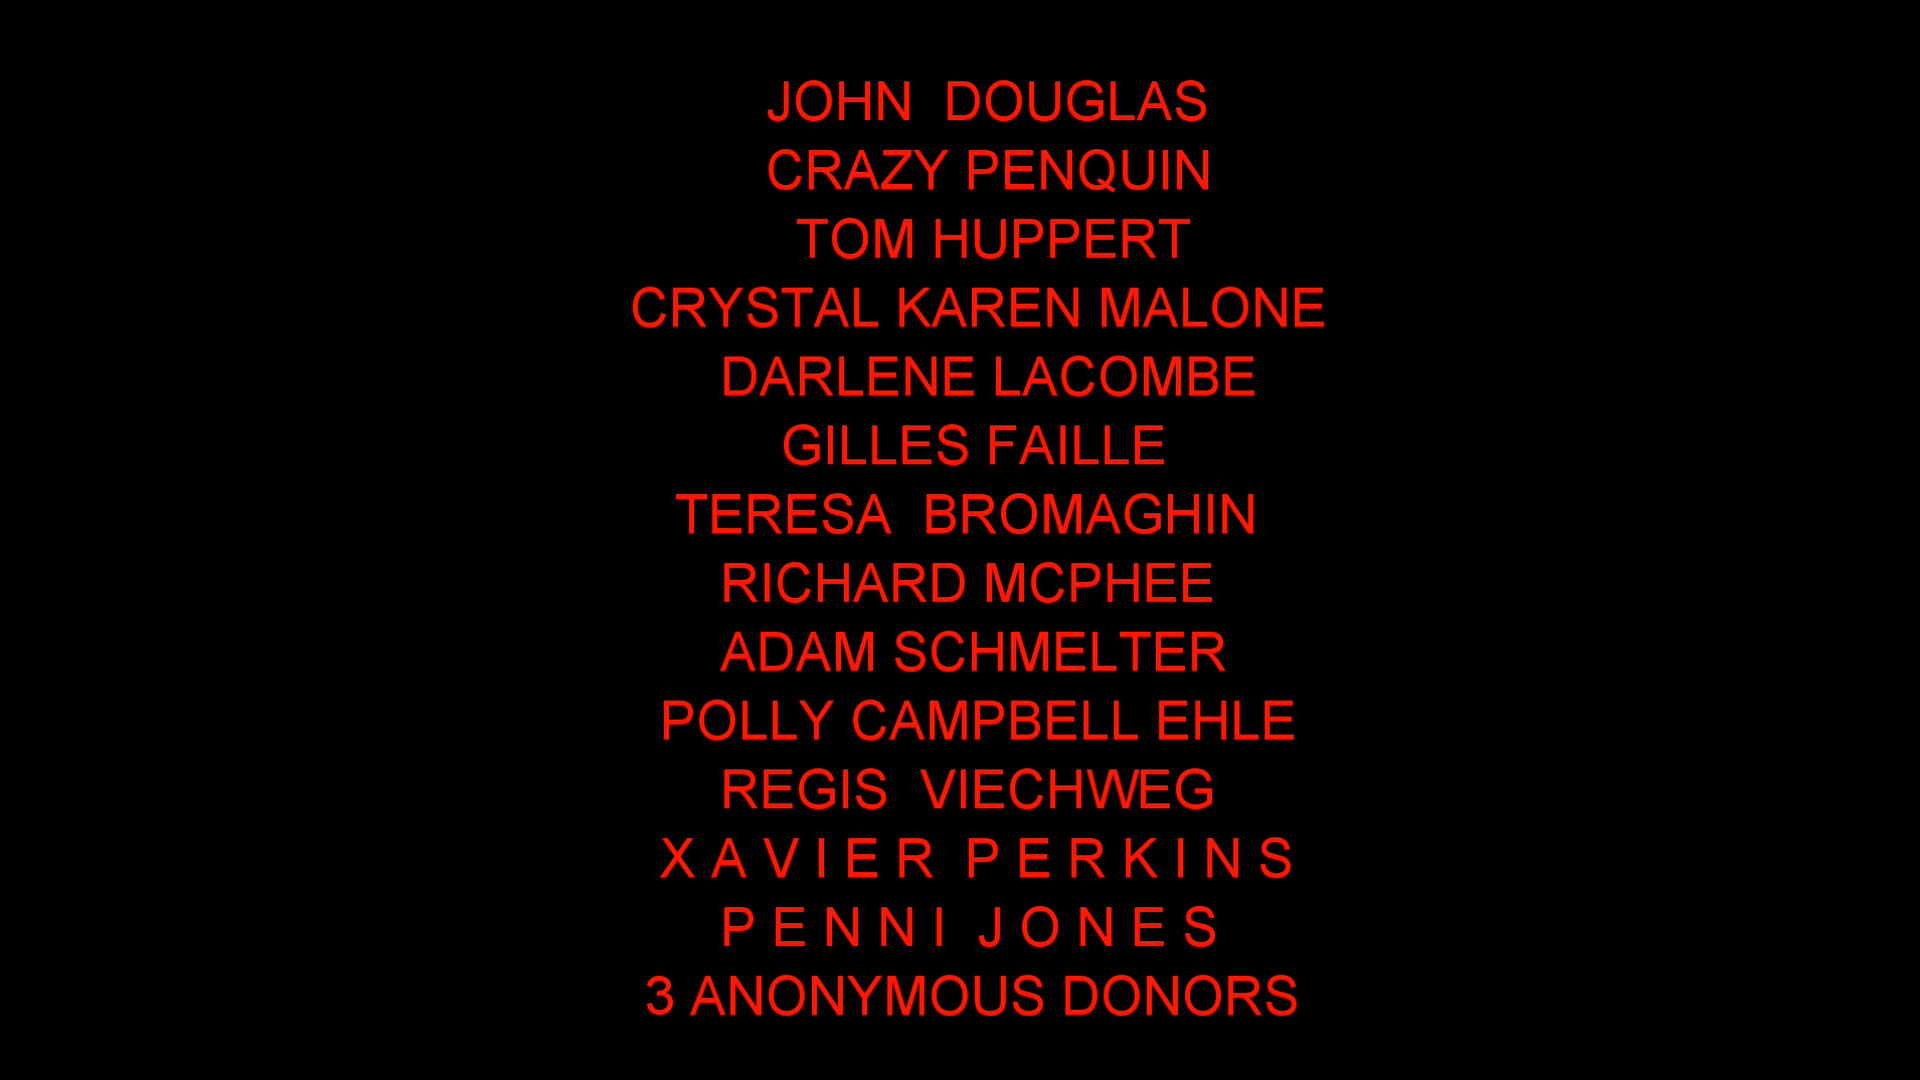 JOHN  DOUGLAS
CRAZY PENQUIN
TOM HUPPERT
CRYSTAL KAREN MALONE
DARLENE LACOMBE
GILLES FAILLE
TERESA  BROMAGHIN
RICHARD MCPHEE
ADAM SCHMELTER
POLLY CAMPBELL EHLE
REGIS  VIECHWEG
X A V I E R  P E R K I N S
P E N N I  J O N E S
3 ANONYMOUS DONORS